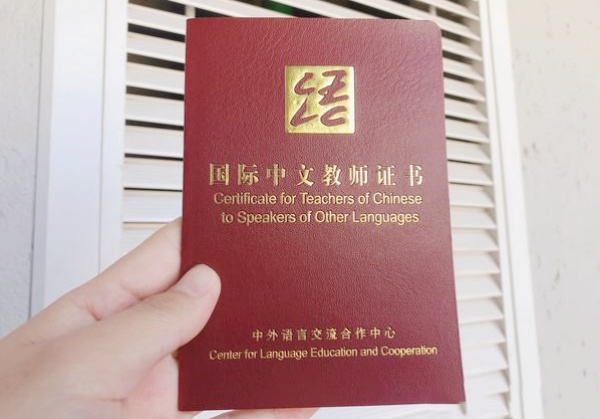 国际中文教师证书
Certificate for Teachers of Chinese
to Speakers of Other Languages
中外语言交流合作中心
Center for Language Education and Cooperation